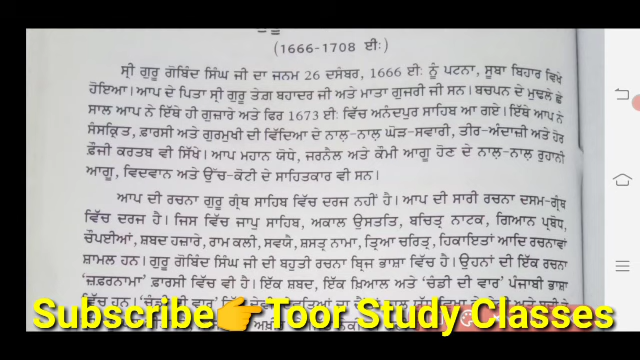 (1666-1708 ਈ:)
ਸ੍ਰੀ ਗੁਰੂ ਗੋਬਿੰਦ ਸਿੰਘ ਜੀ ਦਾ ਜਨਮ 26 ਦਸੰਬਰ, 1666 ਈ: ਨੂੰ ਪਟਨਾ, ਸੂਬਾ ਬਿਹਾਰ ਵਿਖੇ
ਹੋਇਆ। ਆਪ ਦੇ ਪਿਤਾ ਸ੍ਰੀ ਗੁਰੂ ਤੇਗ਼ ਬਹਾਦਰ ਜੀ ਅਤੇ ਮਾਤਾ ਗੁਜਰੀ ਜੀ ਸਨ। ਬਚਪਨ ਦੇ ਮੁਢਲੇ ਛੇ
ਸਾਲ ਆਪ ਨੇ ਇੱਥੇ ਹੀ ਗੁਜ਼ਾਰੇ ਅਤੇ ਫਿਰ 1673 ਈ: ਵਿੱਚ ਅਨੰਦਪੁਰ ਸਾਹਿਬ ਆ ਗਏ। ਇੱਥੇ ਆਪ ਨੇ
ਸੰਸਕ੍ਰਿਤ, ਫ਼ਾਰਸੀ ਅਤੇ ਗੁਰਮੁਖੀ ਦੀ ਵਿੱਦਿਆ ਦੇ ਨਾਲ਼-ਨਾਲ਼ ਘੋੜ-ਸਵਾਰੀ, ਤੀਰ-ਅੰਦਾਜ਼ੀ ਅਤੇ ਹੋਰ
ਫ਼ੌਜੀ ਕਰਤਬ ਵੀ ਸਿੱਖੇ। ਆਪ ਮਹਾਨ ਯੋਧੇ, ਜਰਨੈਲ ਅਤੇ ਕੌਮੀ ਆਗੂ ਹੋਣ ਦੇ ਨਾਲ਼-ਨਾਲ਼ ਰੂਹਾਨੀ
ਆਗੂ, ਵਿਦਵਾਨ ਅਤੇ ਉੱਚ-ਕੋਟੀ ਦੇ ਸਾਹਿਤਕਾਰ ਵੀ ਸਨ।
ਆਪ ਦੀ ਰਚਨਾ ਗੁਰੂ ਗ੍ਰੰਥ ਸਾਹਿਬ ਵਿੱਚ ਦਰਜ ਨਹੀਂ ਹੈ। ਆਪ ਦੀ ਸਾਰੀ ਰਚਨਾ ਦਸਮ-ਗ੍ਰੰਥ
ਵਿੱਚ ਦਰਜ ਹੈ। ਜਿਸ ਵਿੱਚ ਜਾਪੁ ਸਾਹਿਬ, ਅਕਾਲ ਉਸਤਤਿ, ਬਚਿਤ੍ਰ ਨਾਟਕ, ਗਿਆਨ ਪ੍ਰਬੋਧ,
ਚੌਪਈਆਂ, ਸ਼ਬਦ ਹਜ਼ਾਰੇ, ਰਾਮ ਕਲੀ, ਸਵਯੈ, ਸ਼ਸਤ੍ਰ ਨਾਮਾ, ਤ੍ਰਿਆ ਚਰਿਤ੍ਰ, ਹਿਕਾਇਤਾਂ ਆਦਿ ਰਚਨਾਵਾਂ
ਸ਼ਾਮਲ ਹਨ। ਗੁਰੂ ਗੋਬਿੰਦ ਸਿੰਘ ਜੀ ਦੀ ਬਹੁਤੀ ਰਚਨਾ ਬ੍ਰਿਜ ਭਾਸ਼ਾ ਵਿੱਚ ਹੈ। ਉਹਨਾਂ ਦੀ ਇੱਕ ਰਚਨਾ
'ਜ਼ਫ਼ਰਨਾਮਾ' ਫ਼ਾਰਸੀ ਵਿੱਚ ਵੀ ਹੈ। ਇੱਕ ਸ਼ਬਦ, ਇੱਕ ਖ਼ਿਆਲ ਅਤੇ 'ਚੰਡੀ ਦੀ ਵਾਰ' ਪੰਜਾਬੀ ਭਾਸ਼ਾ
ਵਿੱਚ ਹਨ। 'ਚੰਡੀ ਦੀ ਵਾਰ'
Subscribe👉Toor Study Classes